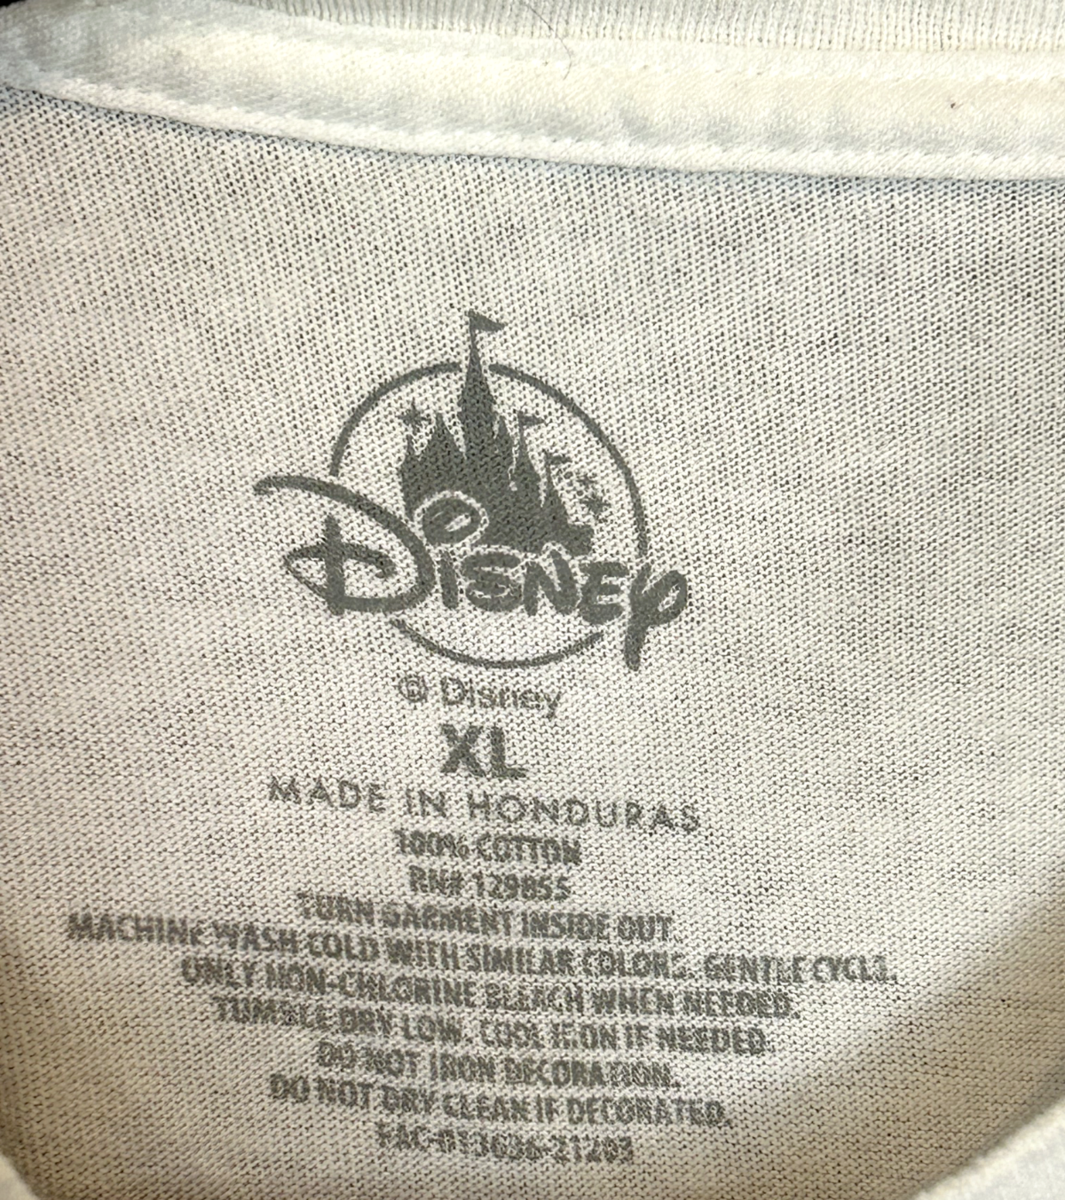 Disney
© Disney
XL
MADE IN HONDURAS
100% COTTON
RN# 129855
TURN GARMENT INSIDE OUT.
MACHINE WASH COLD WITH SIMILAR COLORS. GENTLE CYCLE.
ONLY NON-CHLORINE BLEACH WHEN NEEDED.
TUMBLE DRY LOW. COOL IRON IF NEEDED.
DO NOT IRON DECORATION.
DO NOT DRY CLEAN IF DECORATED.